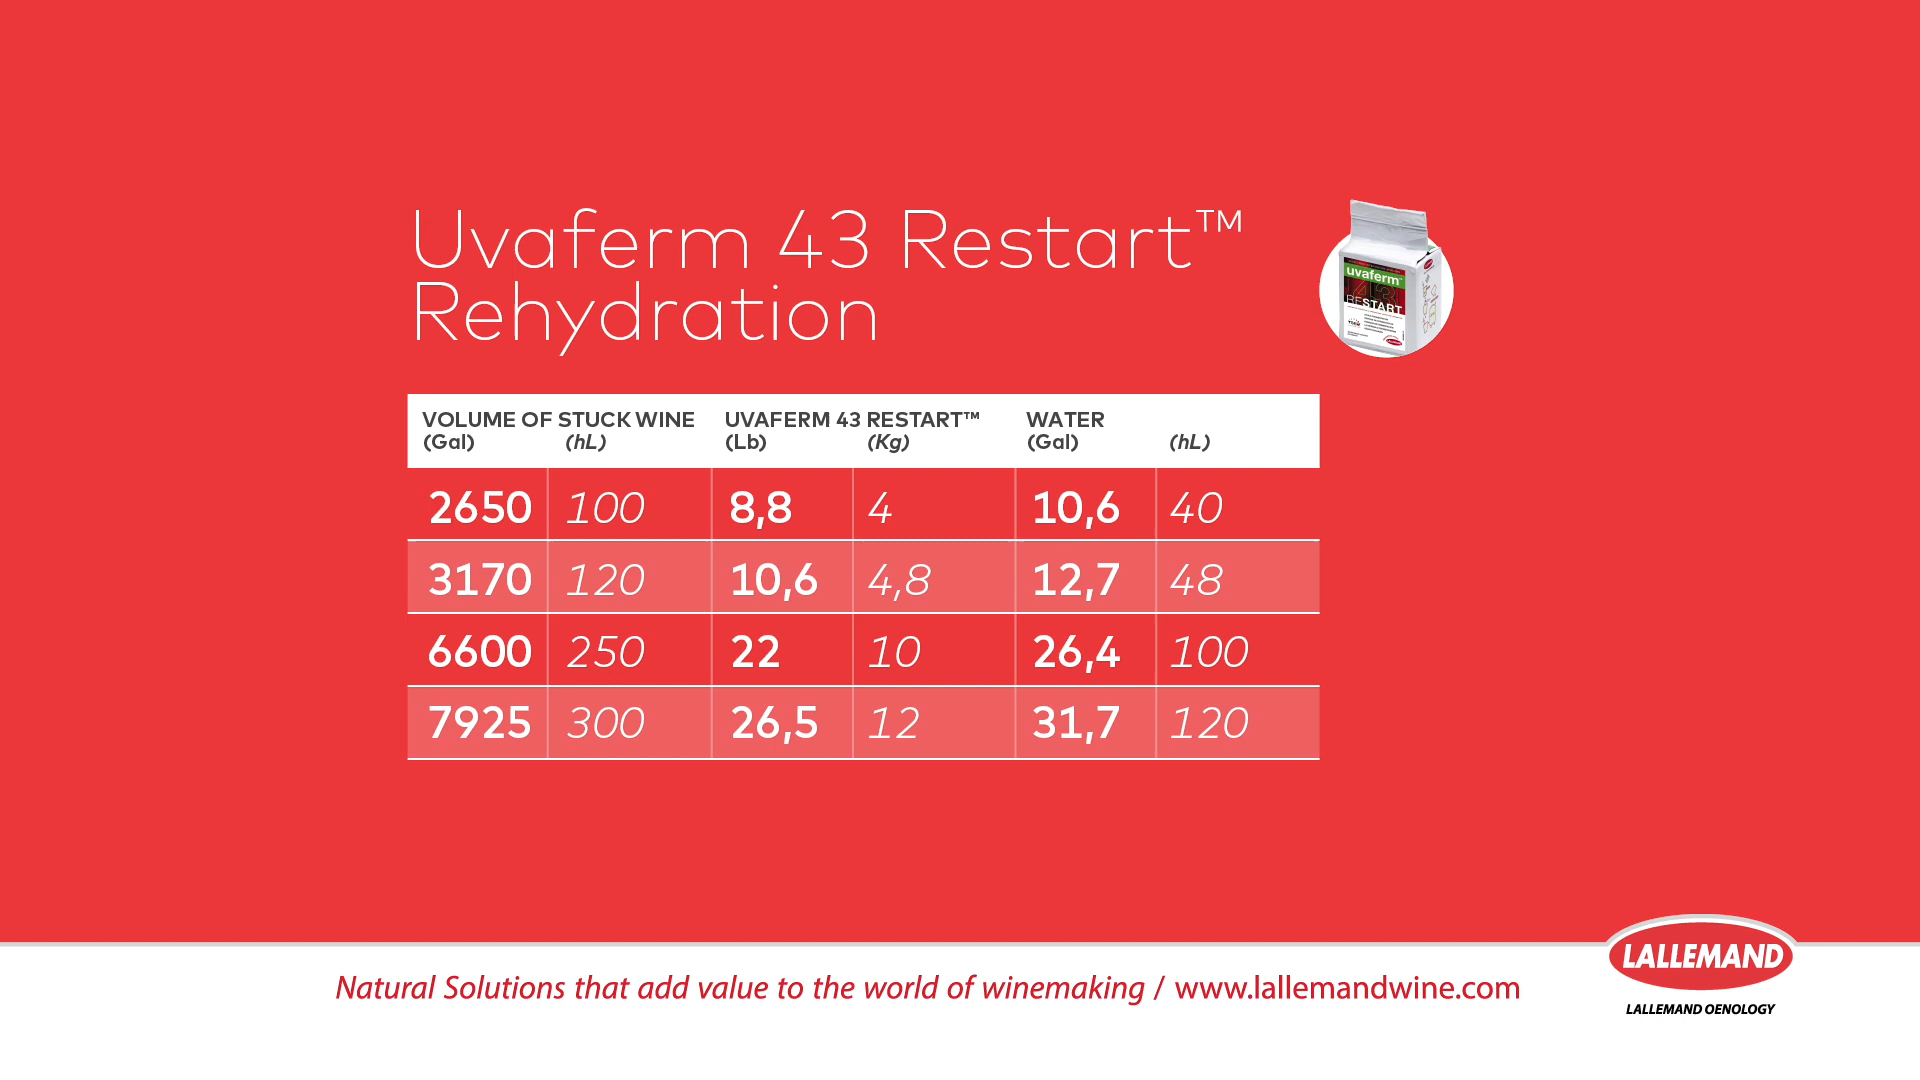 Uvaferm 43 Restart™
Rehydration
uvaferm™
43
RESTART
VOLUME OF STUCK WINE UVAFERM 43 RESTART™ WATER
(Gal) (hL) (Lb) (Kg) (Gal) (hL)
2650 100 8,8 4 10,6 40
3170 120 10,6 4,8 12,7 48
6600 250 22 10 26,4 100
7925 300 26,5 12 31,7 120
Natural Solutions that add value to the world of winemaking / www.lallemandwine.com
LALLEMAND
LALLEMAND OENOLOGY